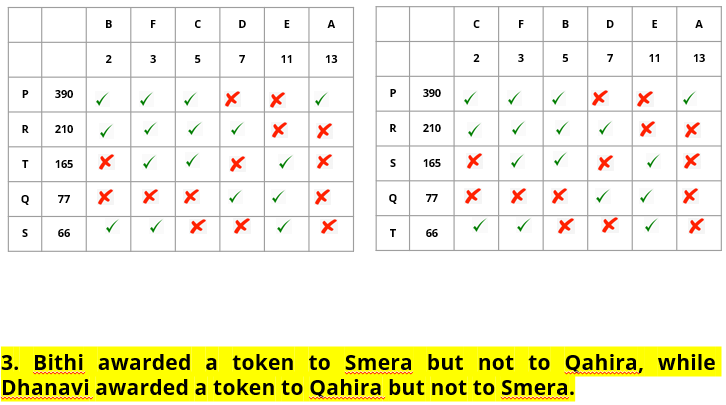 B F C D E A
2 3 5 7 11 13
P 390 ✓ ✓ ✓ ✘ ✘ ✓
R 210 ✓ ✓ ✓ ✓ ✘ ✘
T 165 ✘ ✓ ✓ ✘ ✓ ✘
Q 77 ✘ ✘ ✘ ✓ ✓ ✘
S 66 ✓ ✓ ✘ ✘ ✓ ✘
C F B D E A
2 3 5 7 11 13
P 390 ✓ ✓ ✓ ✘ ✘ ✓
R 210 ✓ ✓ ✓ ✓ ✘ ✘
S 165 ✘ ✓ ✓ ✘ ✓ ✘
Q 77 ✘ ✘ ✘ ✓ ✓ ✘
T 66 ✓ ✓ ✘ ✘ ✓ ✘
3. Bithi awarded a token to Smera but not to Qahira, while
Dhanavi awarded a token to Qahira but not to Smera.